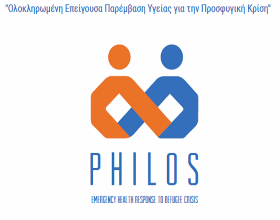 "Ολοκληρωμένη Επείγουσα Παρέμβαση Υγείας για την Προσφυγική Κρίση"
PHILOS
EMERGENCY HEALTH RESPONSE TO REFUGEE CRISIS